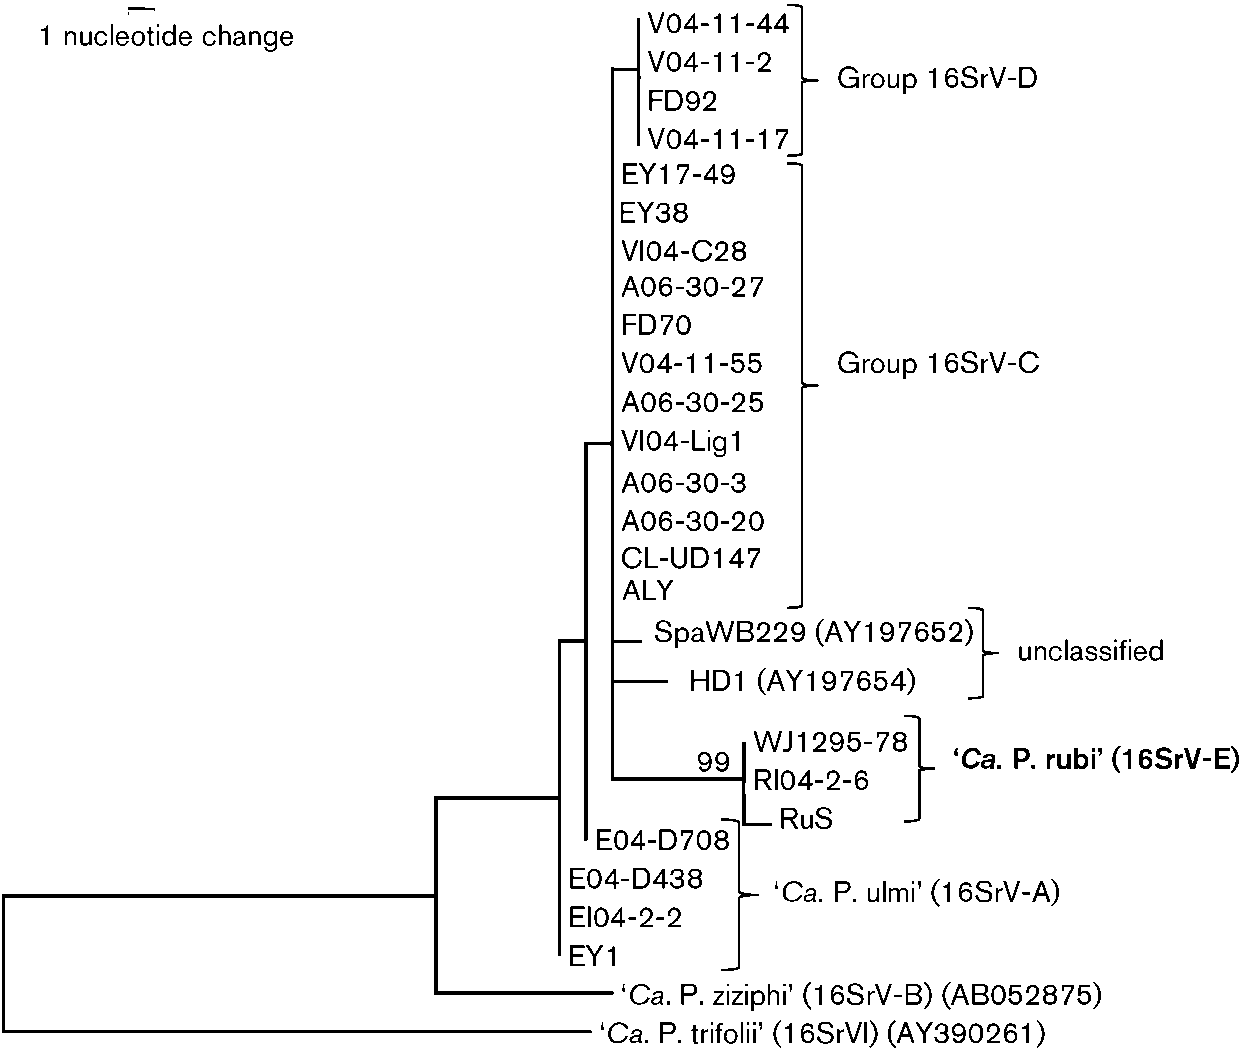 1 nucleotide change
V04-11-44
V04-11-2
FD92
V04-11-17
Group 16SrV-D
EY17-49
EY38
VI04-C28
A06-30-27
FD70
V04-11-55
A06-30-25
VI04-Lig1
A06-30-3
A06-30-20
CL-UD147
ALY
Group 16SrV-C
SpaWB229 (AY197652)
HD1 (AY197654)
unclassified
99
WJ1295-78
RI04-2-6
RuS
‘Ca. P. rubi’ (16SrV-E)
E04-D708
E04-D438
EI04-2-2
EY1
‘Ca. P. ulmi’ (16SrV-A)
‘Ca. P. ziziphi’ (16SrV-B) (AB052875)
‘Ca. P. trifolii’ (16SrVI) (AY390261)